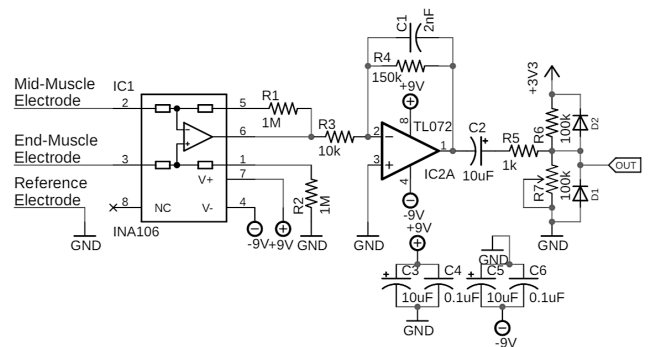 Mid-Muscle
Electrode
End-Muscle
Electrode
Reference
Electrode
GND
IC1
2
3
8
NC
V+
V-
5
6
1
7
4
INA106
R1
1M
R2
1M
-9V
+9V
GND
R3
10k
C1
2nF
R4
150k
+9V
8
TL072
2
3
1
4
IC2A
-9V
GND
C2
10uF
R5
1k
+3V3
R6
100k
D2
R7
100k
D1
OUT
GND
+9V
C3
10uF
C4
0.1uF
GND
GND
C5
10uF
C6
0.1uF
-9V